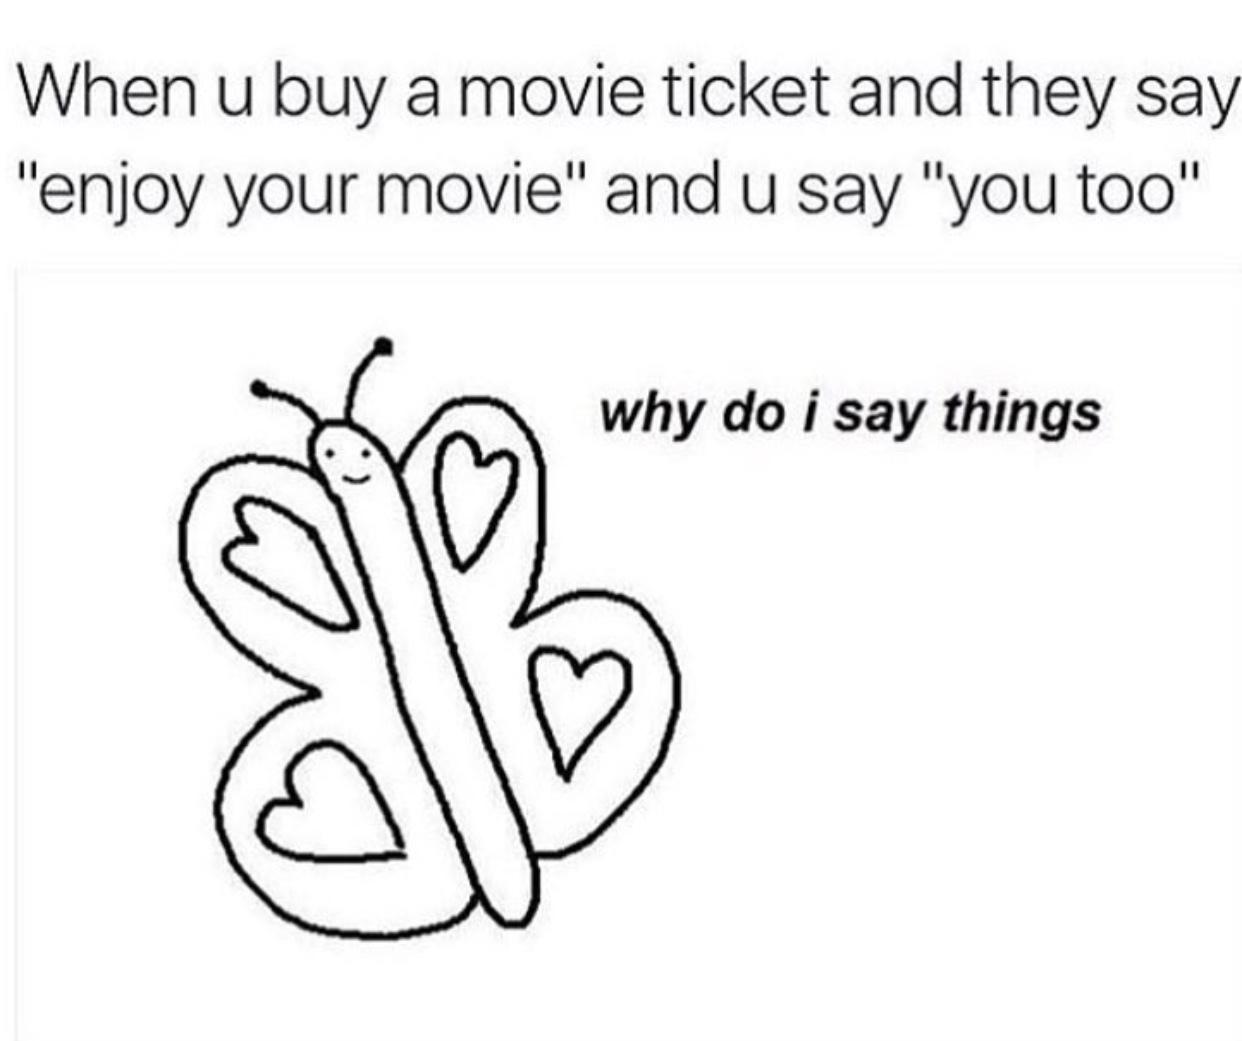 When u buy a movie ticket and they say
"enjoy your movie" and u say "you too"
why do i say things